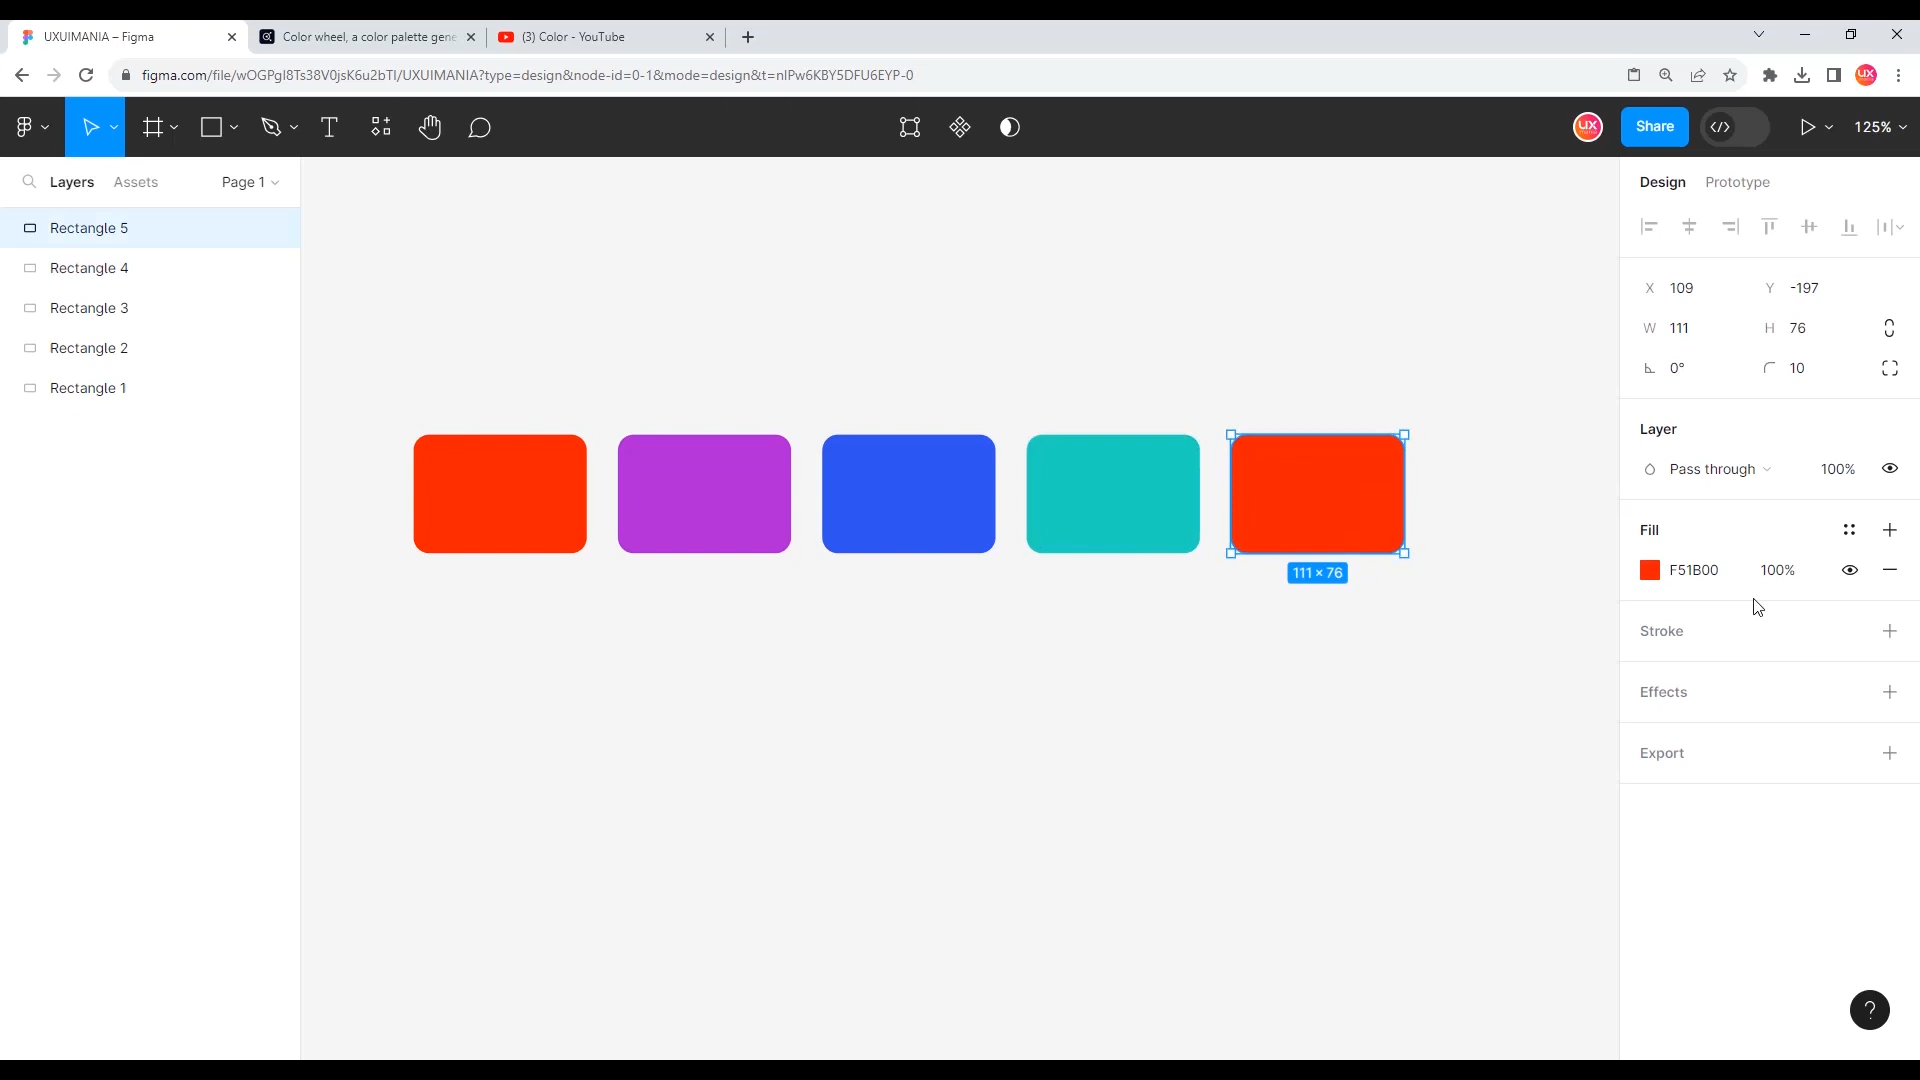 UXUIMANIA – Figma
Color wheel, a color palette gene
(3) Color - YouTube
figma.com/file/wOGPgI8Ts38V0jsK6u2bTI/UXUIMANIA?type=design&node-id=0-1&mode=design&t=nIPw6KBY5DFU6EYP-0
UX
UX
Share
125%
Layers
Assets
Page 1
Design
Prototype
Rectangle 5
Rectangle 4
Rectangle 3
Rectangle 2
Rectangle 1
X 109
Y -197
W 111
H 76
0°
10
Layer
Pass through
100%
Fill
F51B00
100%
111 × 76
Stroke
Effects
Export
?